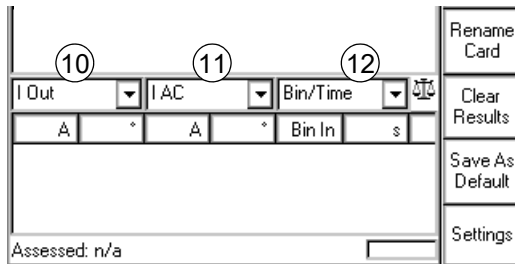 10 11 12
I Out I AC Bin/Time
A ° A ° Bin In s
Assessed: n/a
Rename
Card
Clear
Results
Save As
Default
Settings